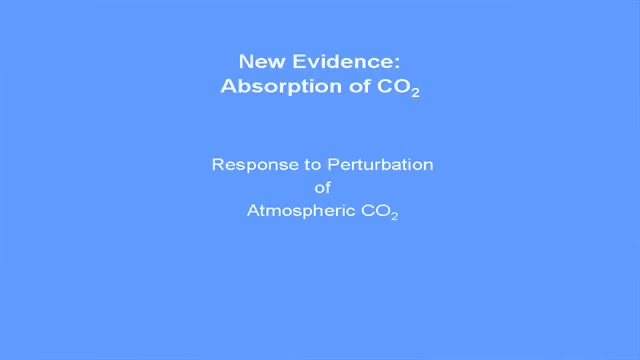 New Evidence:
Absorption of CO₂
Response to Perturbation
of
Atmospheric CO₂